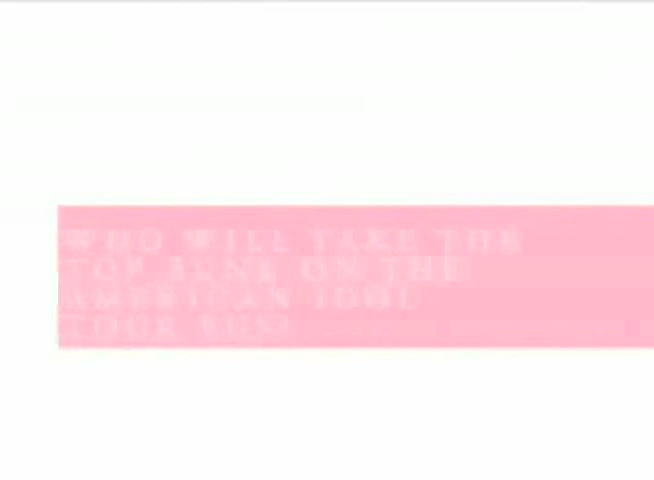 WHO WILL TAKE THE
TOP BUNK ON THE
AMERICAN IDOL
TOUR BUS?